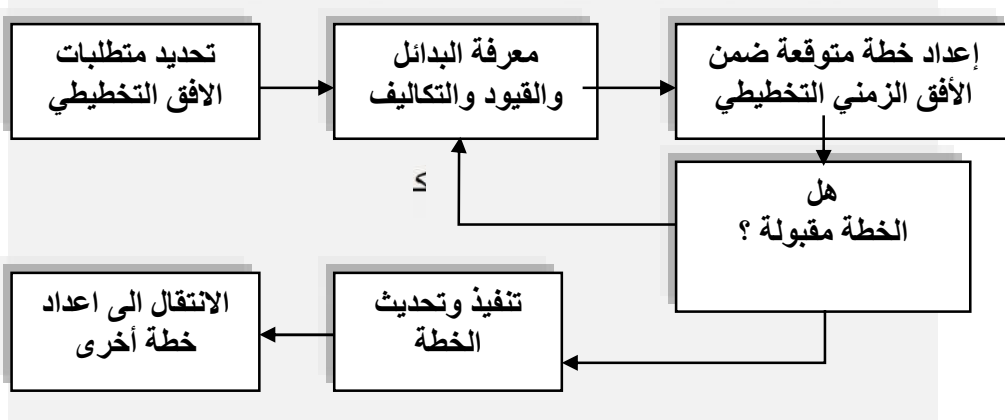 تحديد متطلبات
الافق التخطيطي
معرفة البدائل
والقيود والتكاليف
إعداد خطة متوقعة ضمن
الأفق الزمني التخطيطي
هل
الخطة مقبولة ؟
تنفيذ وتحديث
الخطة
الانتقال الى اعداد
خطة أخرى